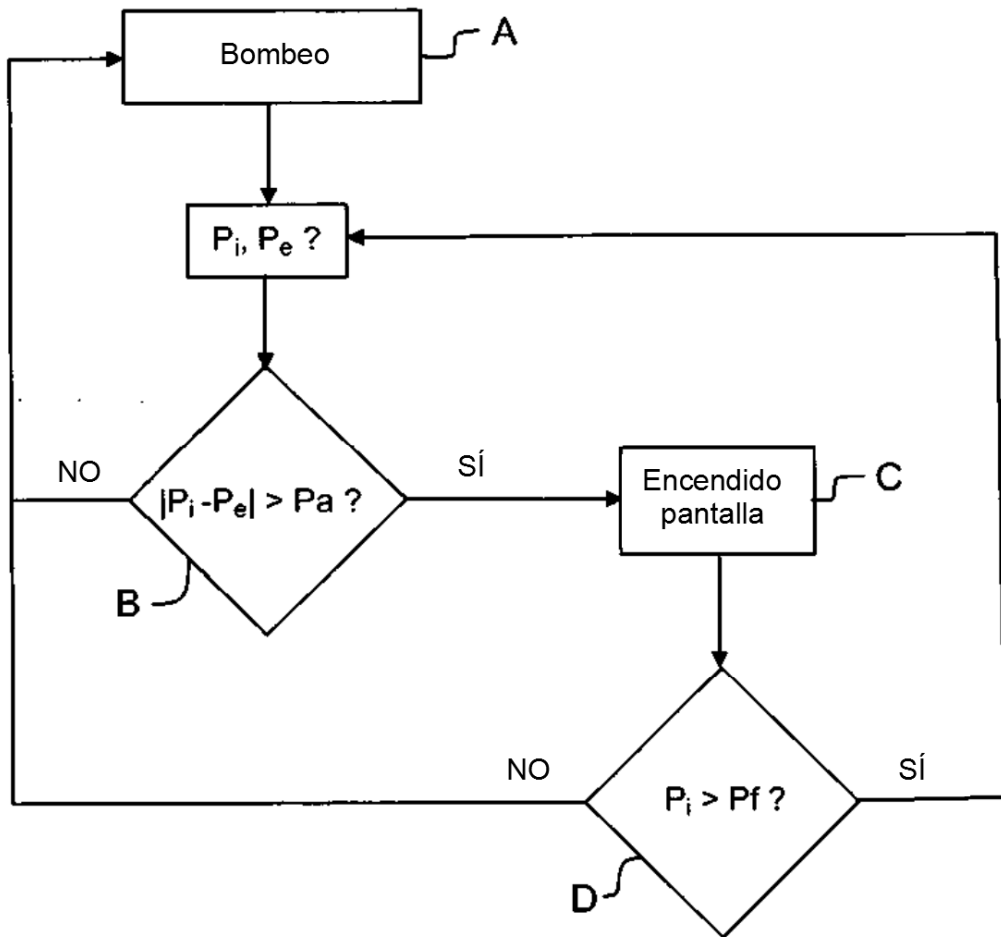 Bombeo
A
Pi, Pe ?
NO
|Pi -Pe| > Pa ?
SÍ
B
Encendido
pantalla
C
NO
Pi > Pf ?
SÍ
D